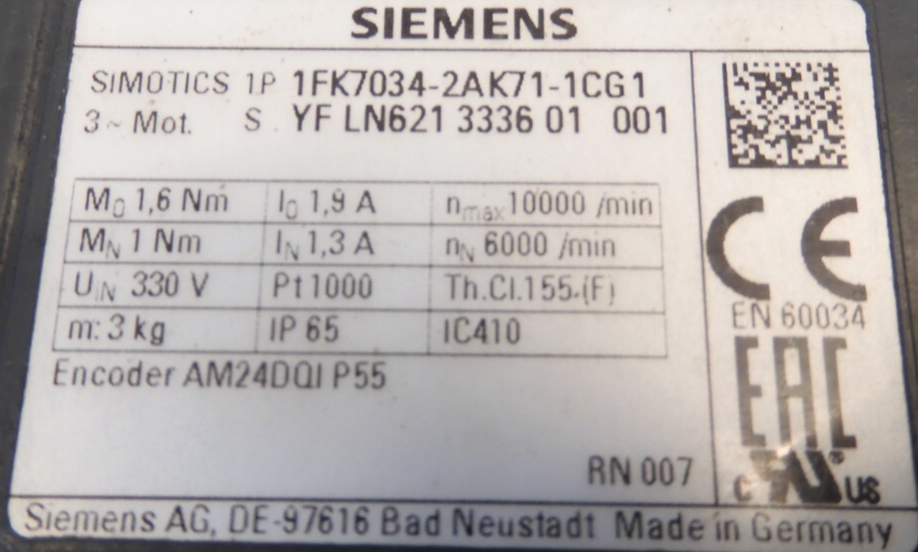 SIEMENS
SIMOTICS 1P 1FK7034-2AK71-1CG1
3~ Mot. S YF LN621 3336 01 001
M0 1,6 Nm I0 1,9 A nmax 10000 /min
MN 1 Nm IN 1,3 A nN 6000 /min
UIN 330 V Pt1000 Th.Cl.155.(F)
m: 3 kg IP 65 IC410
Encoder AM24DQI P55
CE
EN 60034
EAC
RN 007
c RU® US
Siemens AG, DE-97616 Bad Neustadt Made in Germany